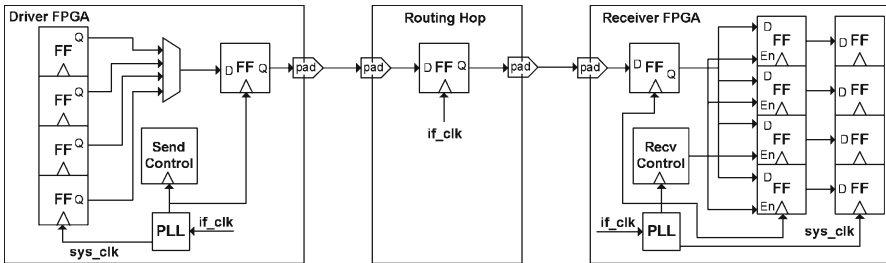 Driver FPGA
Routing Hop
Receiver FPGA
Q
FF
Q
FF
Q
FF
Q
FF
D FF Q
pad
pad
D FF Q
if_clk
pad
pad
D FF Q
Send
Control
PLL
if_clk
sys_clk
Recv
Control
if_clk
PLL
sys_clk
D
FF
En
D
FF
En
D
FF
En
D
FF
En
D FF
D FF
D FF
D FF